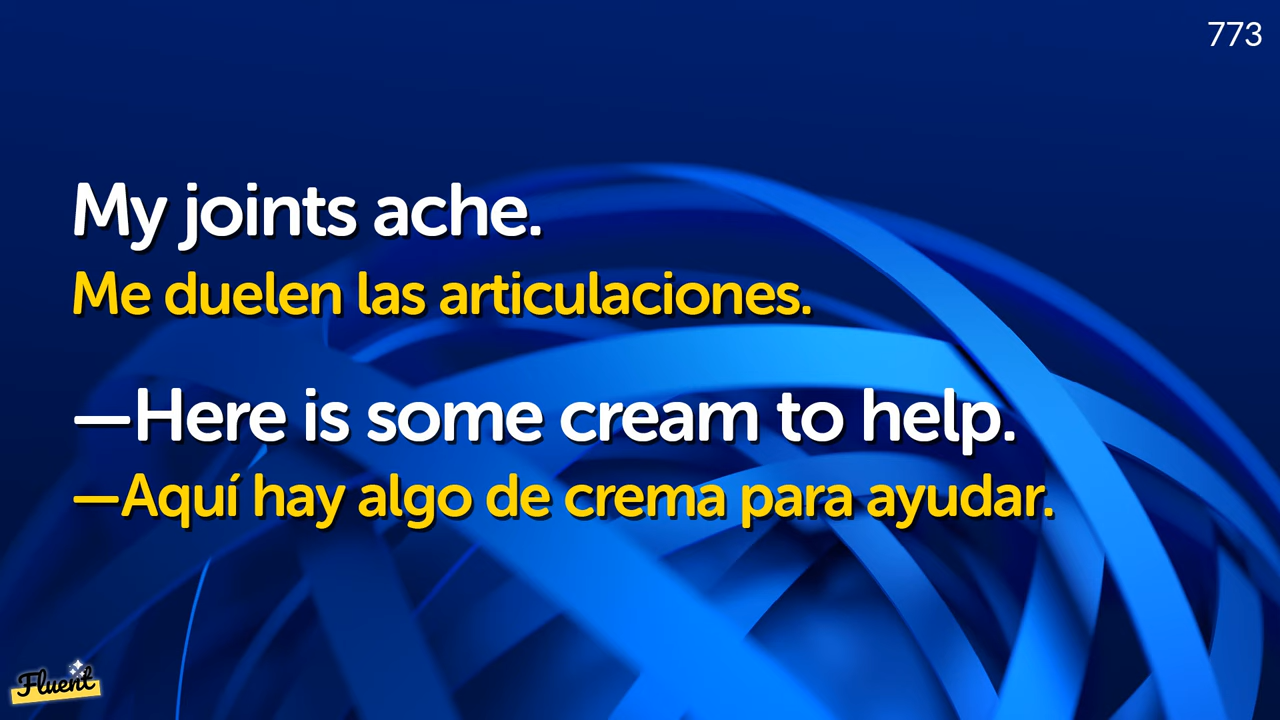 773
My joints ache.
Me duelen las articulaciones.
—Here is some cream to help.
—Aquí hay algo de crema para ayudar.
Fluent